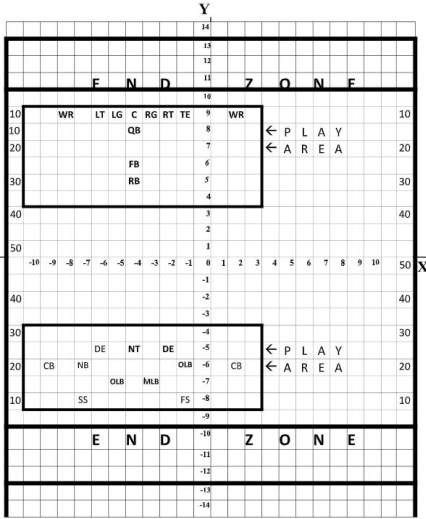 Y
14
13
12
11
E N D Z O N E
10
10 WR LT LG C RG RT TE 9 WR 10
10 QB 8 ← P L A Y
20 7 ← A R E A 20
FB 6
30 RB 5 30
4
40 3 40
2
50 1
-10 -9 -8 -7 -6 -5 -4 -3 -2 -1 0 1 2 3 4 5 6 7 8 9 10 50 X
-1
40 -2 40
-3
30 -4 30
DE NT DE -5 ← P L A Y
20 CB NB OLB -6 CB ← A R E A 20
OLB MLB -7
10 SS FS -8 10
-9
E N D -10 Z O N E
-11
-12
-13
-14